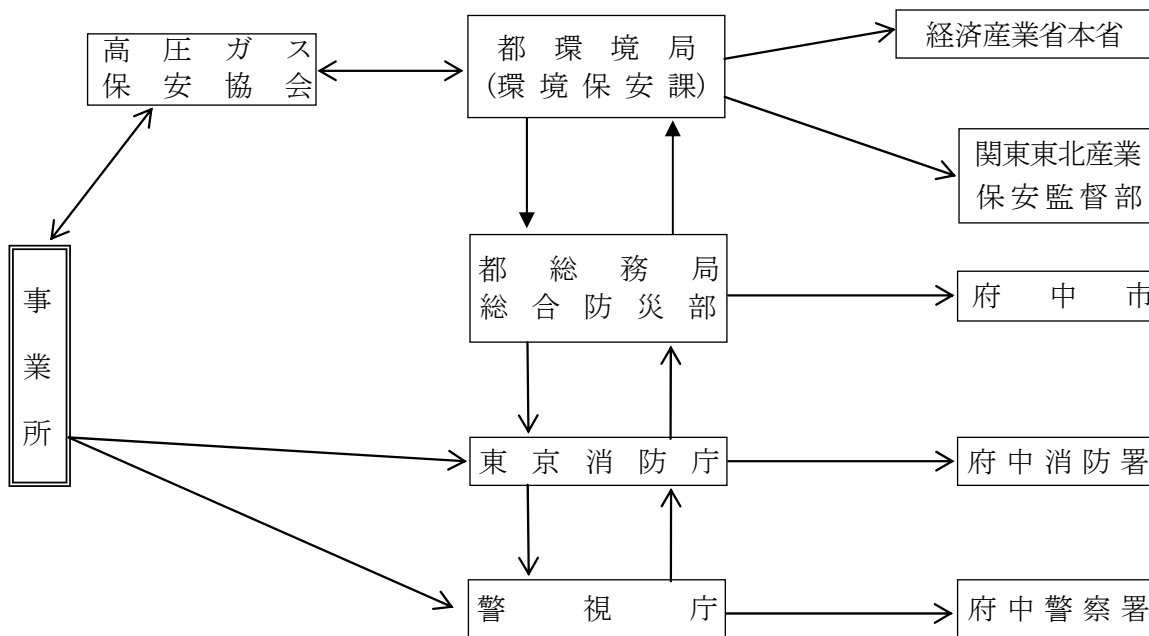 高圧ガス
保安協会
都環境局
(環境保安課)
経済産業省本省
関東東北産業
保安監督部
都総務局
総合防災部
府中市
事業所
東京消防庁
府中消防署
警視庁
府中警察署